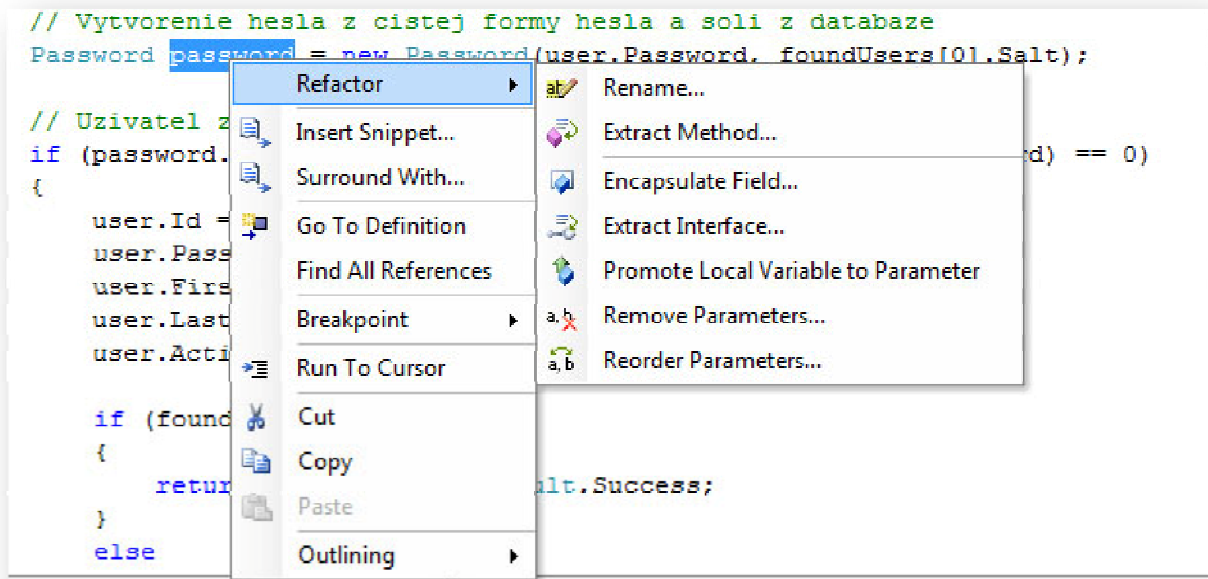 // Vytvorenie hesla z cistej formy hesla a soli z databaze
Password password = new Password(user.Password, foundUsers[0].Salt);
// Uzivatel z
if (password.
d) == 0)
{
user.Id =
user.Pass
user.Firs
user.Last
user.Acti
if (found
{
retur
ult.Success;
}
else
Refactor
Insert Snippet...
Surround With...
Go To Definition
Find All References
Breakpoint
Run To Cursor
Cut
Copy
Paste
Outlining
Rename...
Extract Method...
Encapsulate Field...
Extract Interface...
Promote Local Variable to Parameter
Remove Parameters...
Reorder Parameters...